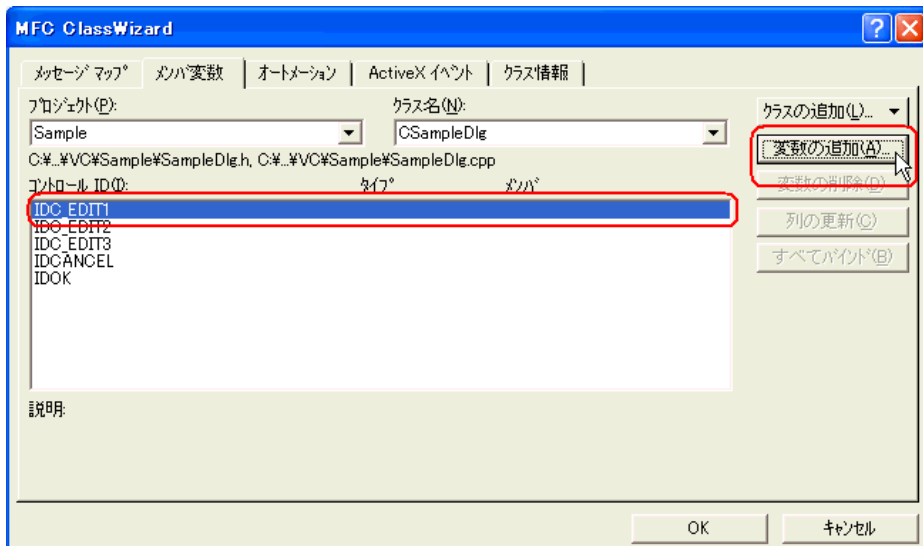 MFC ClassWizard
メッセージ マップ メンバ変数 オートメーション ActiveX イベント クラス情報
プロジェクト(P): クラス名(N):
Sample CSampleDlg
クラスの追加(L)...
C:¥...¥VC¥Sample¥SampleDlg.h, C:¥...¥VC¥Sample¥SampleDlg.cpp
変数の追加(A)...
コントロール ID(I): タイプ メンバ
変数の削除(D)
IDC_EDIT1
IDC_EDIT2
列の更新(C)
IDC_EDIT3
IDCANCEL
すべてバインド(B)
IDOK
説明:
OK キャンセル